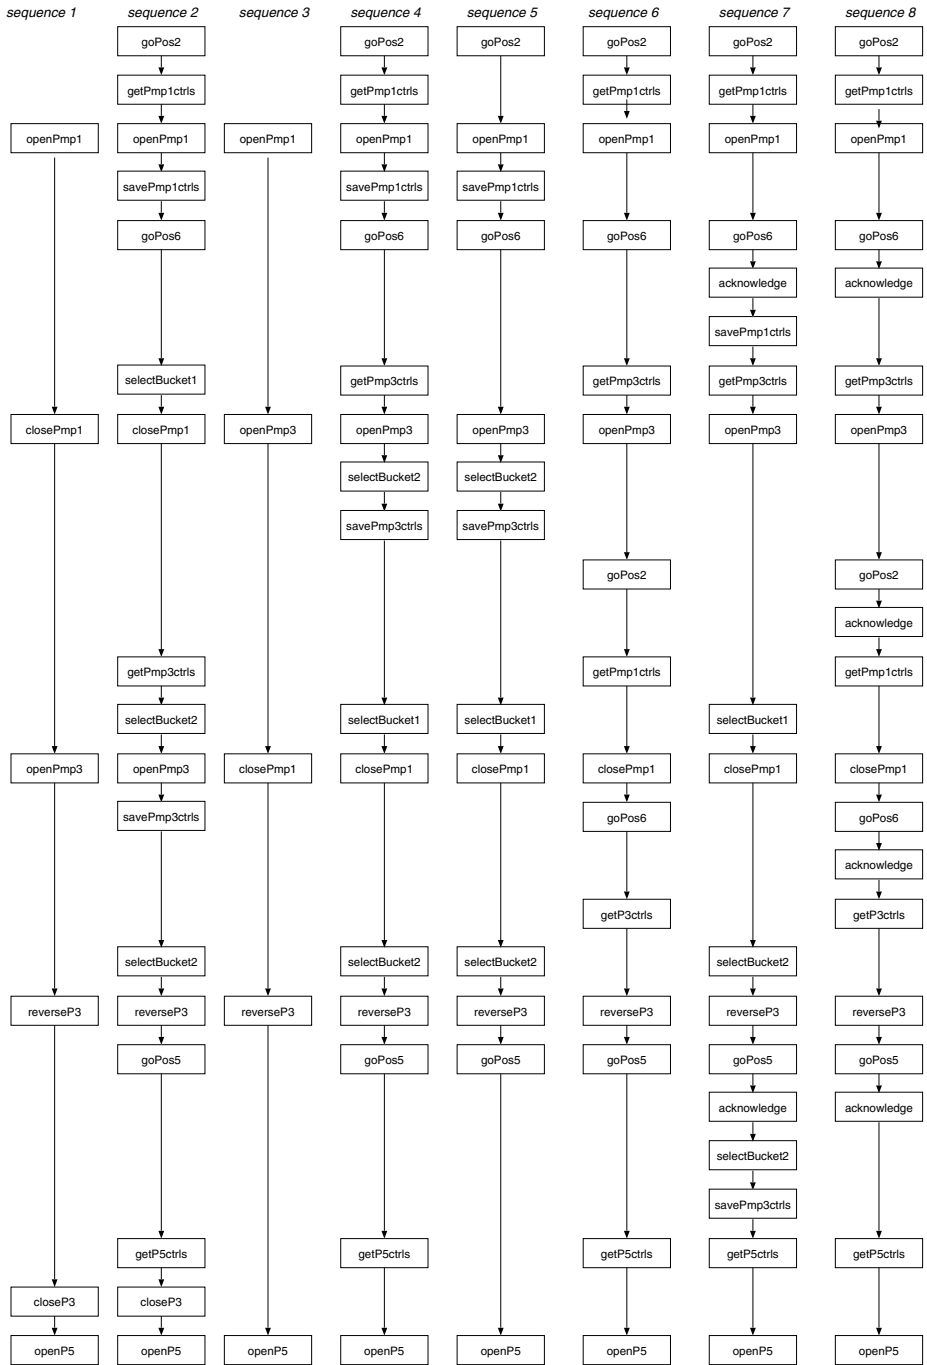 sequence 1 sequence 2 sequence 3 sequence 4 sequence 5 sequence 6 sequence 7 sequence 8
goPos2 goPos2 goPos2 goPos2 goPos2 goPos2
getPmp1ctrls getPmp1ctrls getPmp1ctrls getPmp1ctrls getPmp1ctrls
openPmp1 openPmp1 openPmp1 openPmp1 openPmp1 openPmp1 openPmp1 openPmp1
savePmp1ctrls savePmp1ctrls savePmp1ctrls
goPos6 goPos6 goPos6 goPos6 goPos6 goPos6
acknowledge acknowledge
savePmp1ctrls
selectBucket1 getPmp3ctrls getPmp3ctrls getPmp3ctrls getPmp3ctrls
closePmp1 closePmp1 openPmp3 openPmp3 openPmp3 openPmp3 openPmp3 openPmp3
selectBucket2 selectBucket2
savePmp3ctrls savePmp3ctrls
goPos2 goPos2
acknowledge
getPmp3ctrls getPmp1ctrls getPmp1ctrls
selectBucket2 selectBucket1 selectBucket1 selectBucket1
openPmp3 openPmp3 closePmp1 closePmp1 closePmp1 closePmp1 closePmp1 closePmp1
savePmp3ctrls goPos6 goPos6
acknowledge
getP3ctrls getP3ctrls
selectBucket2 selectBucket2 selectBucket2 selectBucket2
reverseP3 reverseP3 reverseP3 reverseP3 reverseP3 reverseP3 reverseP3 reverseP3
goPos5 goPos5 goPos5 goPos5 goPos5 goPos5
acknowledge acknowledge
selectBucket2
savePmp3ctrls
getP5ctrls getP5ctrls getP5ctrls getP5ctrls getP5ctrls
closeP3 closeP3
openP5 openP5 openP5 openP5 openP5 openP5 openP5 openP5